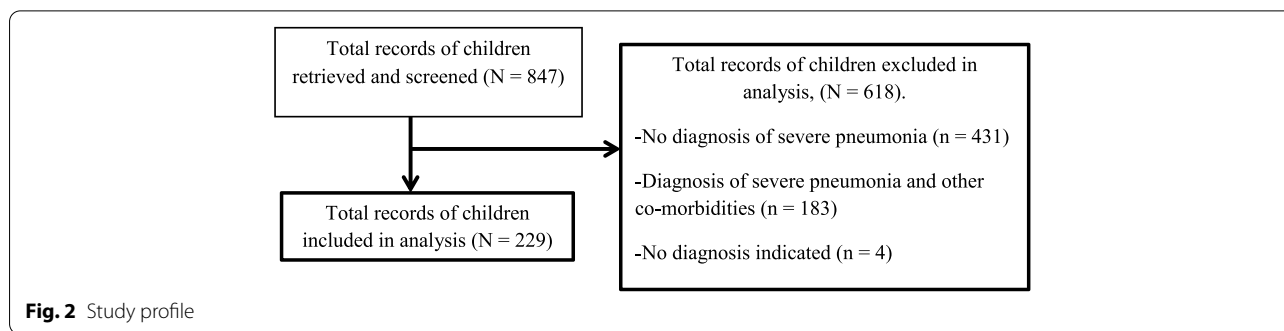 Total records of children
retrieved and screened (N = 847)
Total records of children excluded in
analysis, (N = 618).
-No diagnosis of severe pneumonia (n = 431)
-Diagnosis of severe pneumonia and other
co-morbidities (n = 183)
-No diagnosis indicated (n = 4)
Total records of children
included in analysis (N = 229)
Fig. 2 Study profile